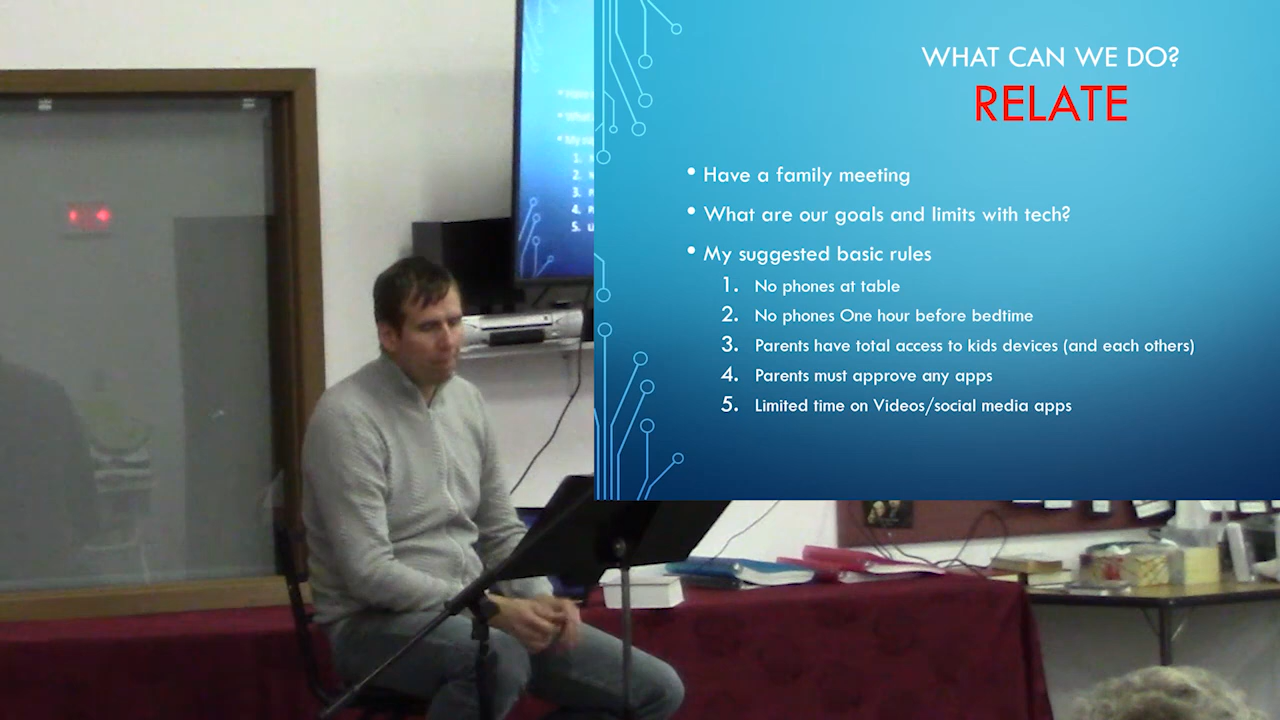 WHAT CAN WE DO?
RELATE
• Have a family meeting
• What are our goals and limits with tech?
• My suggested basic rules
1. No phones at table
2. No phones One hour before bedtime
3. Parents have total access to kids devices (and each others)
4. Parents must approve any apps
5. Limited time on Videos/social media apps